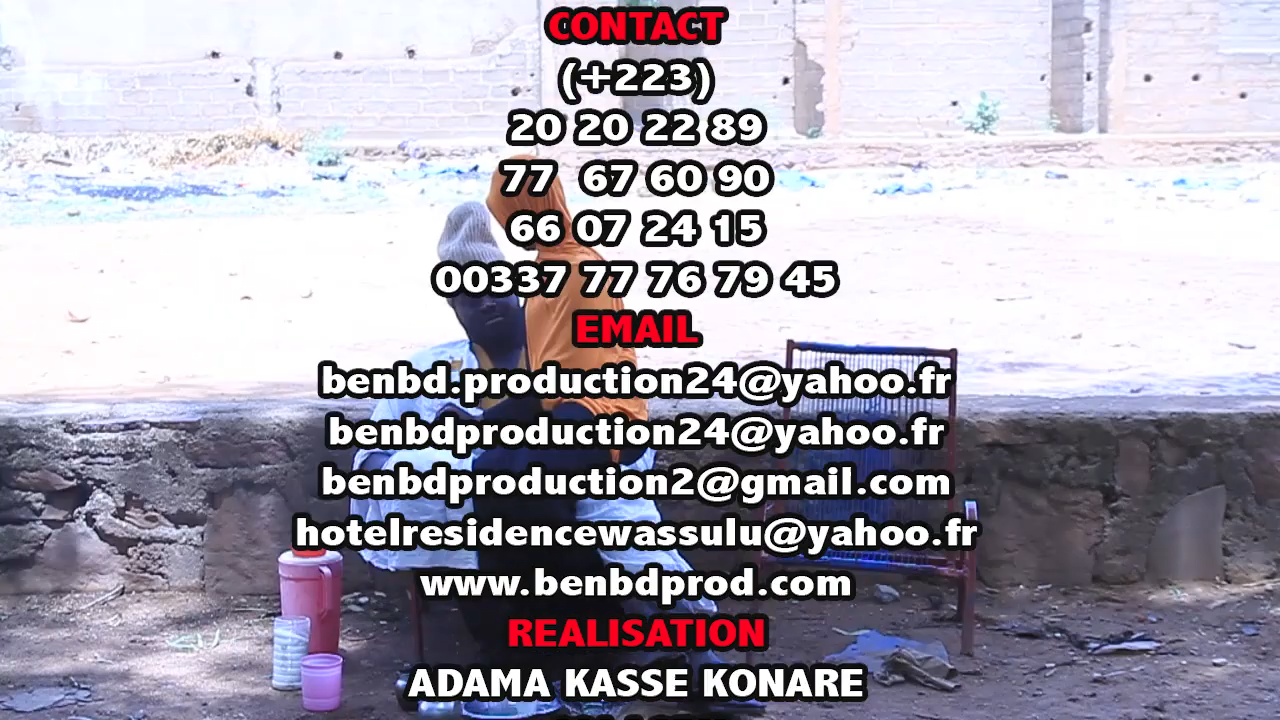 CONTACT
(+223)
20 20 22 89
77 67 60 90
66 07 24 15
00337 77 76 79 45
EMAIL
benbd.production24@yahoo.fr
benbdproduction24@yahoo.fr
benbdproduction2@gmail.com
hotelresidencewassulu@yahoo.fr
www.benbdprod.com
REALISATION
ADAMA KASSE KONARE